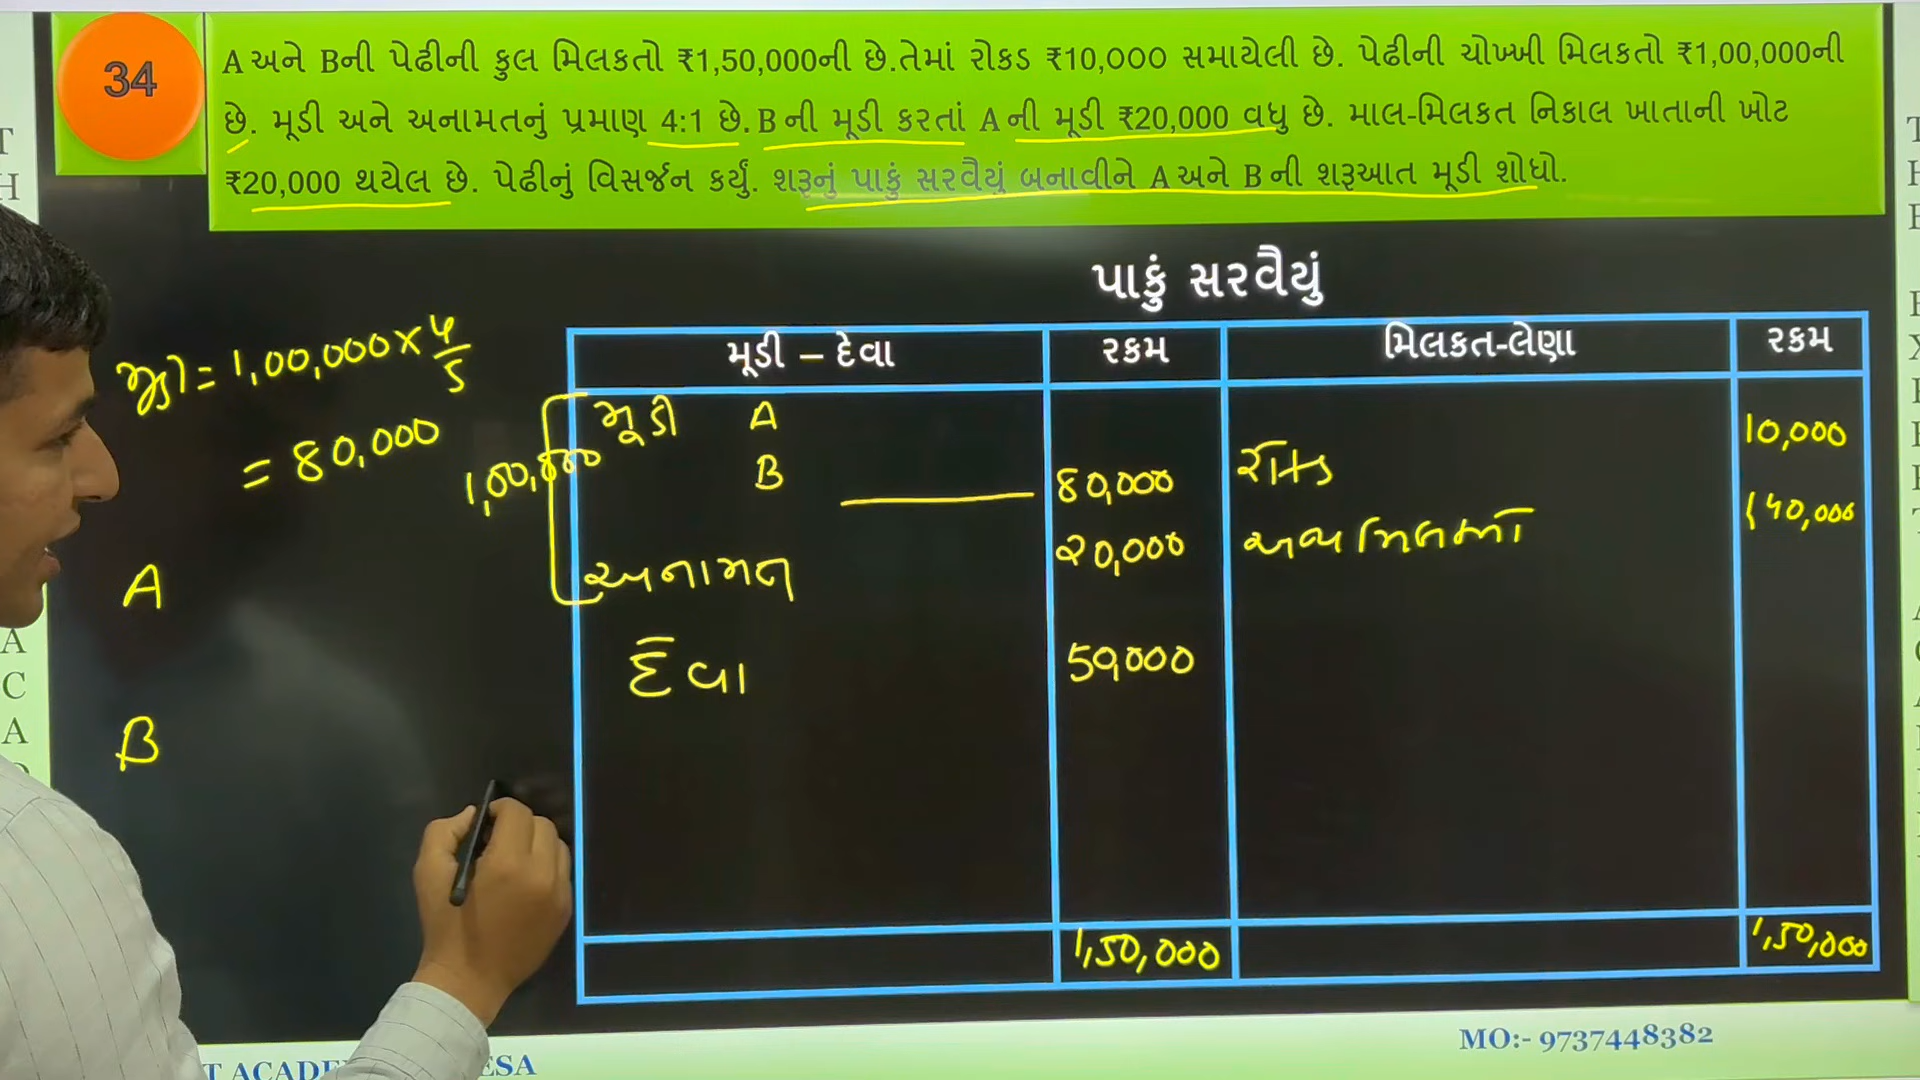 34
A અને Bની પેઢીની કુલ મિલકતો ₹1,50,000ની છે.તેમાં રોકડ ₹10,000 સમાયેલી છે. પેઢીની ચોખ્ખી મિલકતો ₹1,00,000ની
છે. મૂડી અને અનામતનું પ્રમાણ 4:1 છે. B ની મૂડી કરતાં A ની મૂડી ₹20,000 વધુ છે. માલ-મિલકત નિકાલ ખાતાની ખોટ
₹20,000 થયેલ છે. પેઢીનું વિસર્જન કર્યું. શરૂનું પાકું સરવૈયું બનાવીને A અને B ની શરૂઆત મૂડી શોધો.
પાકું સરવૈયું
મૂડી – દેવા રકમ મિલકત-લેણા રકમ
મૂડી = 1,00,000 × 4/5
= 80,000
1,00,000
મૂડી A
B 80,000 રોકડ 10,000
અનામત 20,000 અન્ય મિલકતો 140,000
દેવા 50,000
A
B
1,50,000 1,50,000
MO:- 9737448382